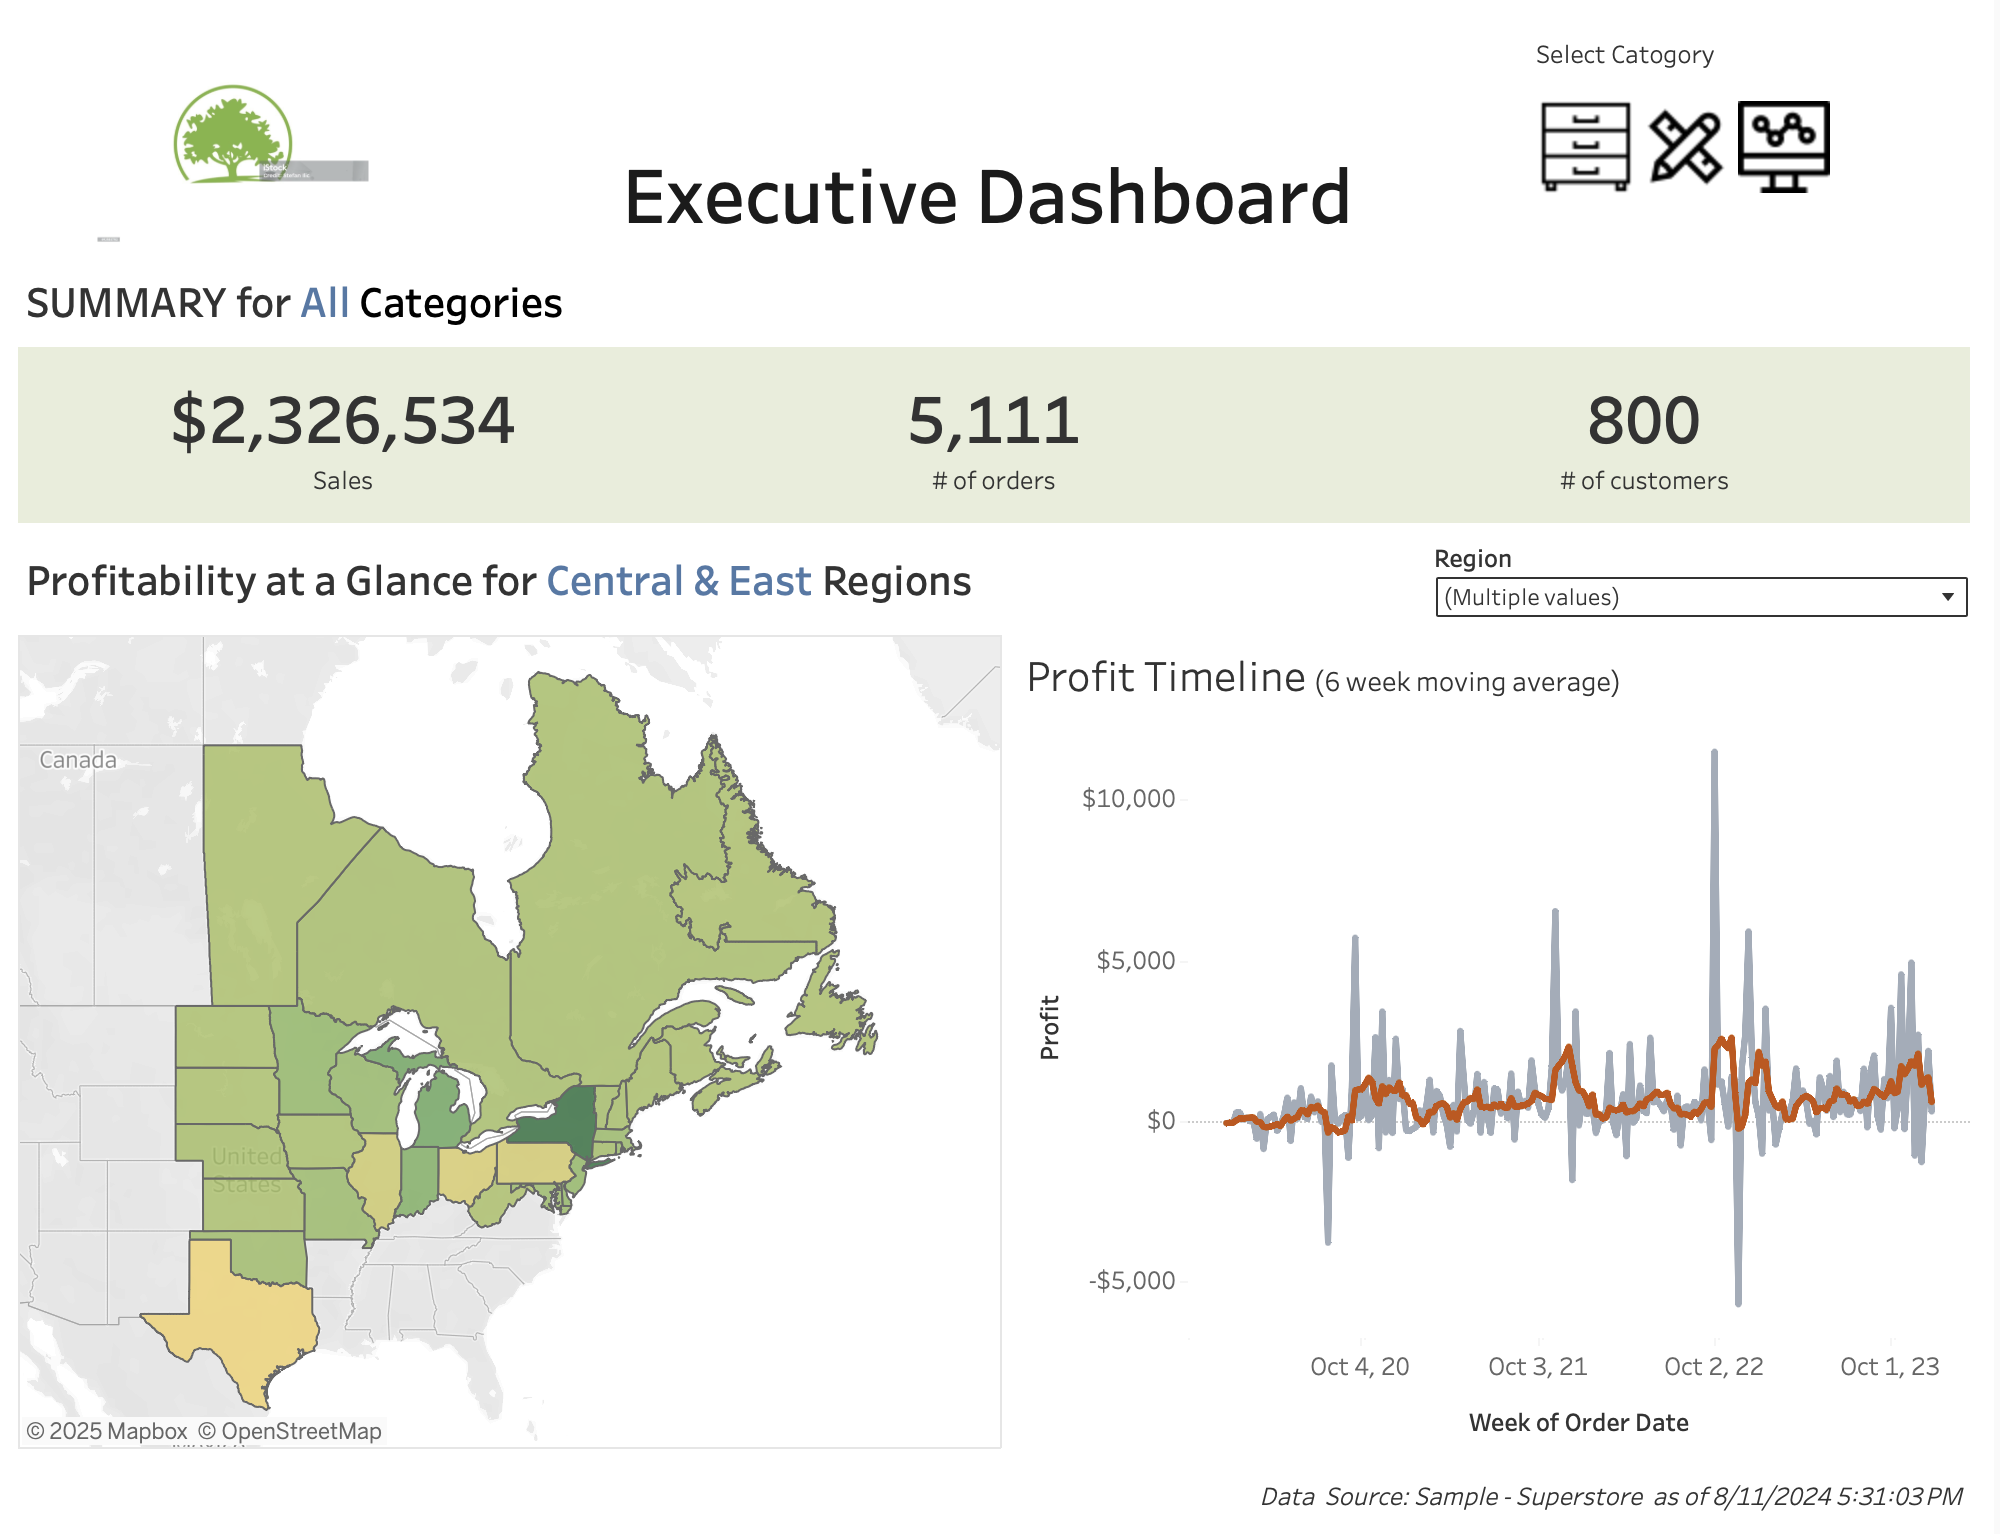 Select Catogory
iStock
Executive Dashboard
SUMMARY for All Categories
$2,326,534
Sales
5,111
# of orders
800
# of customers
Profitability at a Glance for Central & East Regions
Region
(Multiple values)
Canada
United
States
© 2025 Mapbox © OpenStreetMap
Profit Timeline (6 week moving average)
Profit
$10,000
$5,000
$0
-$5,000
Oct 4, 20
Oct 3, 21
Oct 2, 22
Oct 1, 23
Week of Order Date
Data Source: Sample - Superstore as of 8/11/2024 5:31:03 PM